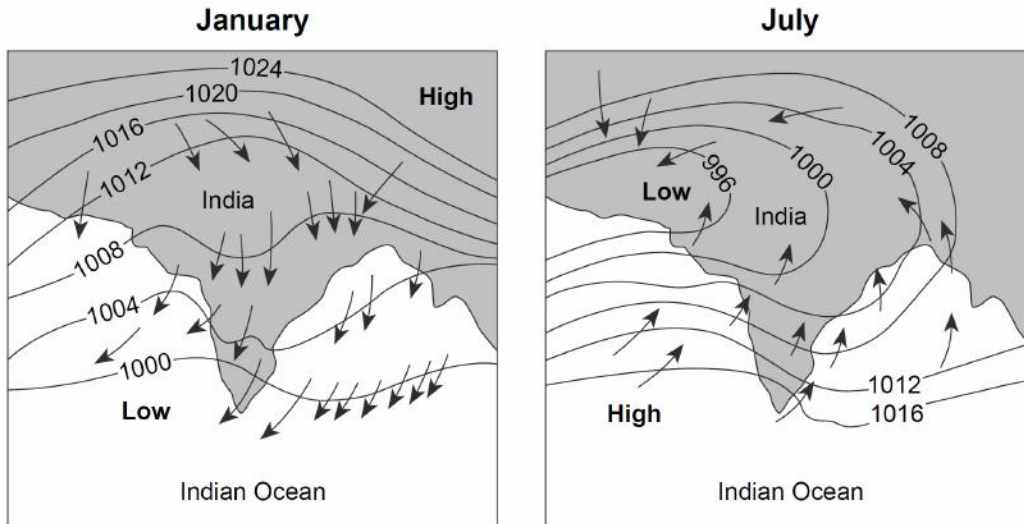 January
1024
1020
High
1016
1012
India
1008
1004
1000
Low
Indian Ocean
July
1008
1004
1000
996
Low
India
1012
High
1016
Indian Ocean